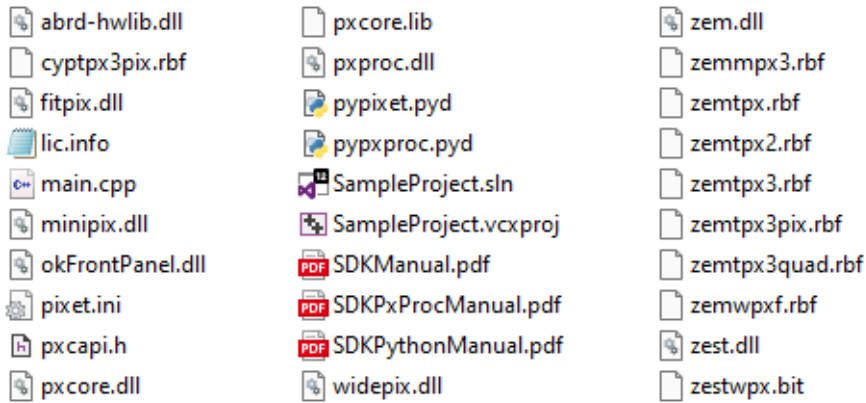 abrd-hwlib.dll
cyptpx3pix.rbf
fitpix.dll
lic.info
main.cpp
minipix.dll
okFrontPanel.dll
pixet.ini
pxcapi.h
pxcore.dll
pxcore.lib
pxproc.dll
pypixet.pyd
pypxproc.pyd
SampleProject.sln
SampleProject.vcxproj
SDKManual.pdf
SDKPxProcManual.pdf
SDKPythonManual.pdf
widepix.dll
zem.dll
zemmpx3.rbf
zemtpx.rbf
zemtpx2.rbf
zemtpx3.rbf
zemtpx3pix.rbf
zemtpx3quad.rbf
zemwpxf.rbf
zest.dll
zestwpx.bit